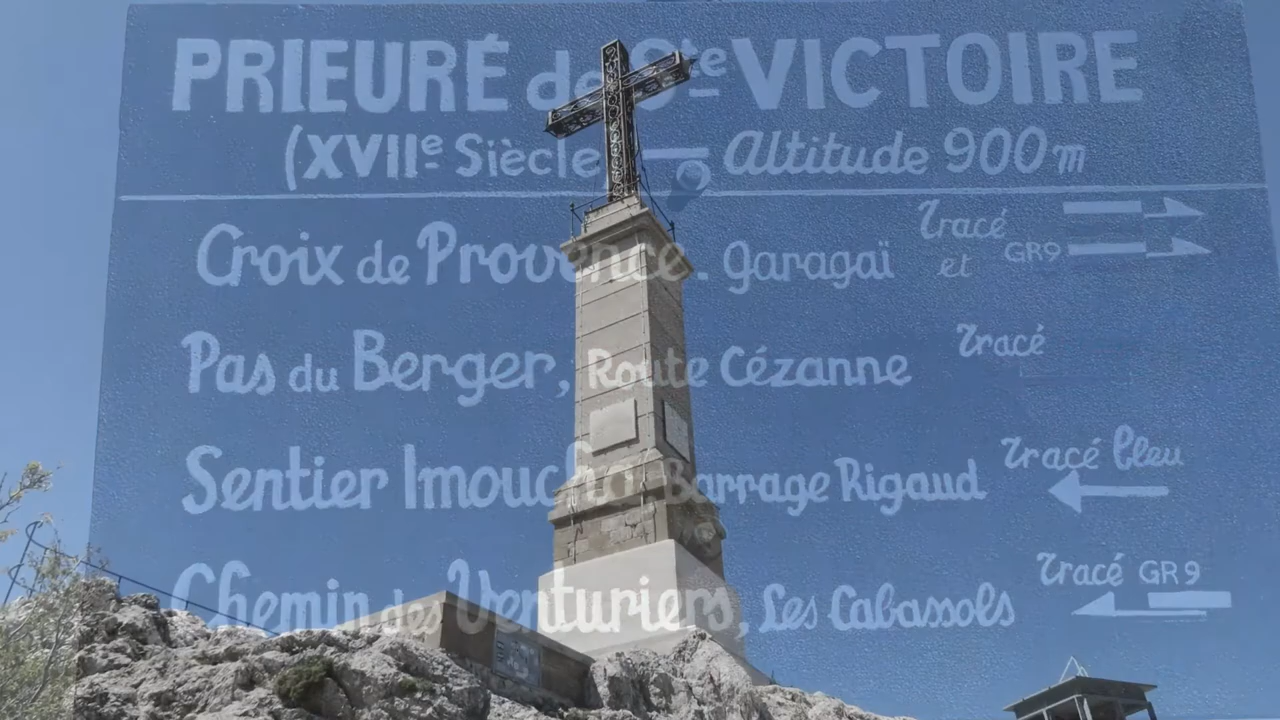 PRIEURÉ de Ste VICTOIRE
(XVIIe Siècle — Altitude 900m
Croix de Provence. Garagaï Tracé et GR9
Pas du Berger, Route Cézanne Tracé
Sentier Imoucha Barrage Rigaud Tracé bleu
Chemin des Venturiers, Les Cabassols Tracé GR9